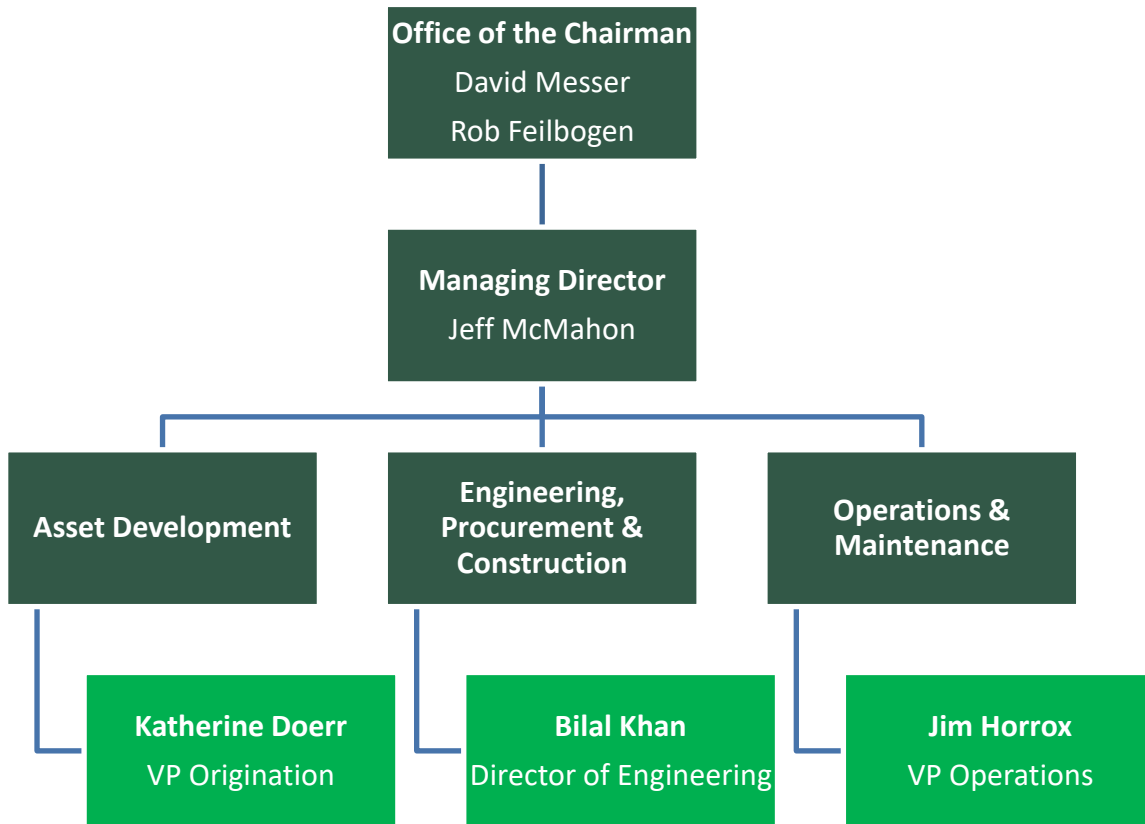 Office of the Chairman
David Messer
Rob Feilbogen
Managing Director
Jeff McMahon
Asset Development
Engineering,
Procurement &
Construction
Operations &
Maintenance
Katherine Doerr
VP Origination
Bilal Khan
Director of Engineering
Jim Horrox
VP Operations